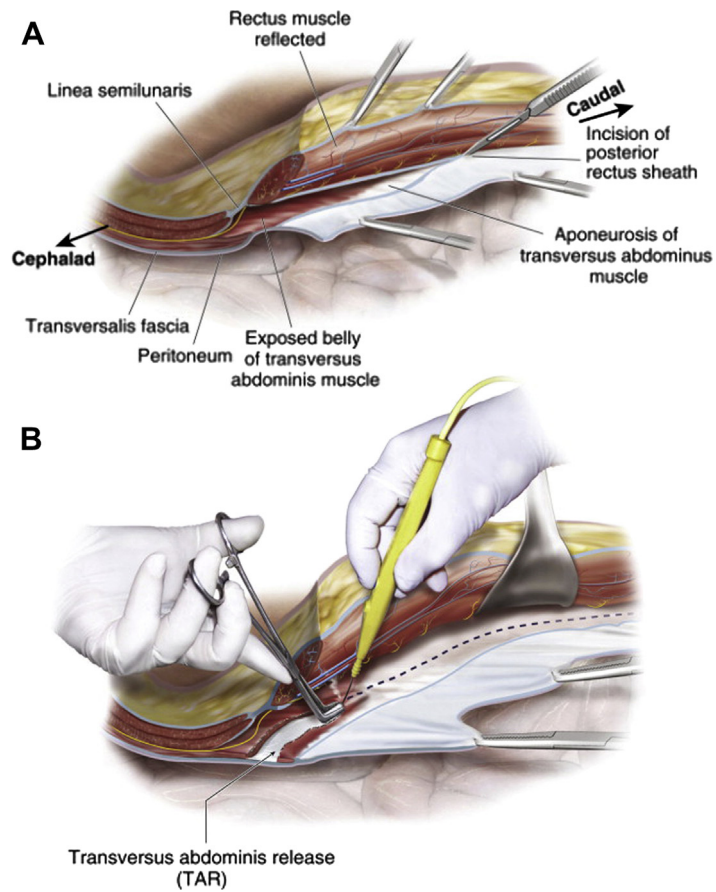 A
Rectus muscle
reflected
Linea semilunaris
Caudal
Incision of
posterior
rectus sheath
Aponeurosis of
transversus abdominus
muscle
Cephalad
Transversalis fascia
Peritoneum
Exposed belly
of transversus
abdominis muscle
B
Transversus abdominis release
(TAR)